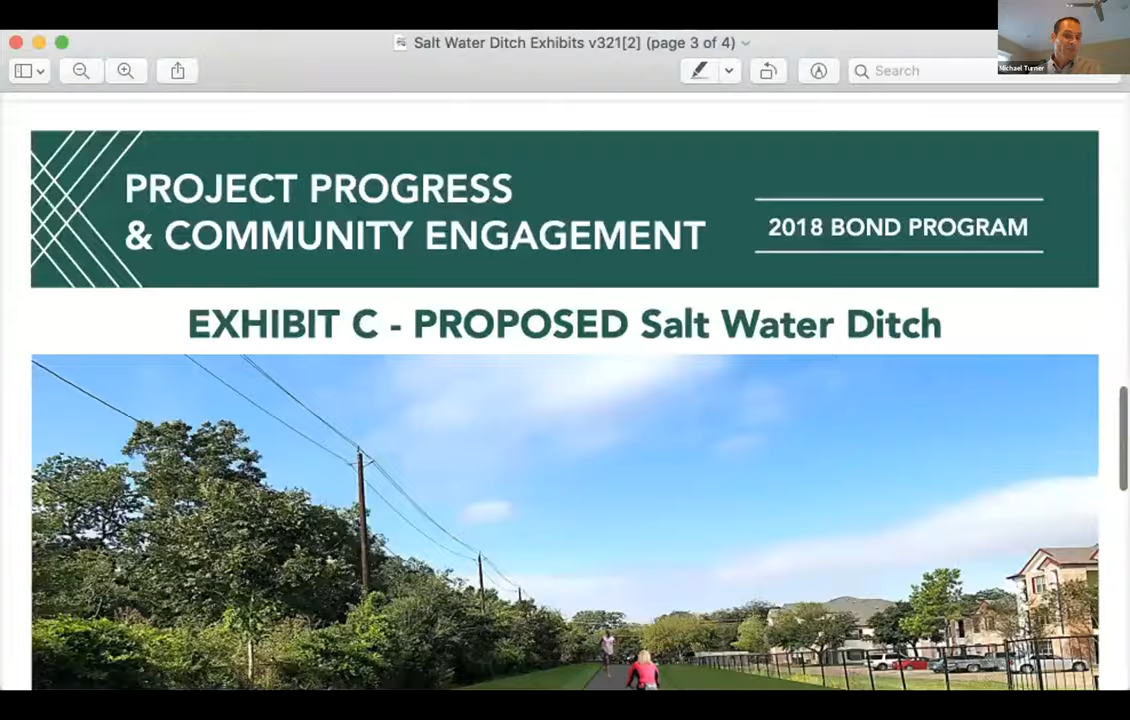 Salt Water Ditch Exhibits v321[2] (page 3 of 4)
Search
Michael Turner
PROJECT PROGRESS
& COMMUNITY ENGAGEMENT
2018 BOND PROGRAM
EXHIBIT C - PROPOSED Salt Water Ditch